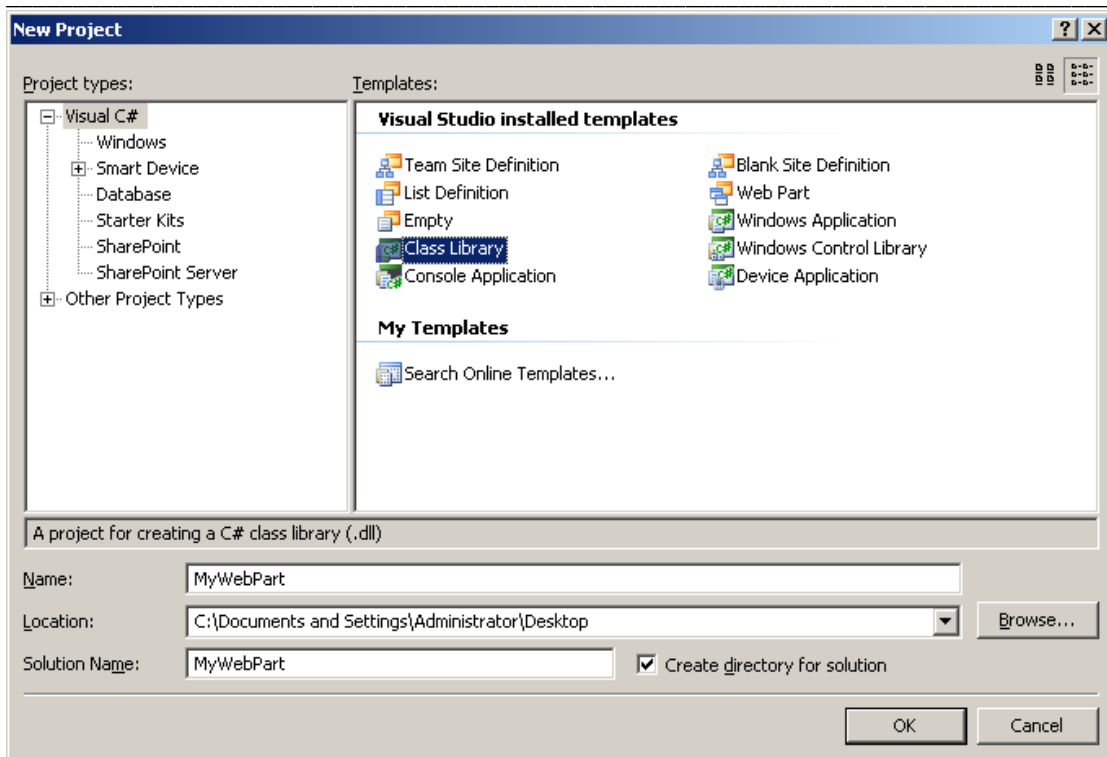 New Project
Project types:
Templates:
Visual C#
Windows
Smart Device
Database
Starter Kits
SharePoint
SharePoint Server
Other Project Types
Visual Studio installed templates
Team Site Definition
Blank Site Definition
List Definition
Web Part
Empty
Windows Application
Class Library
Windows Control Library
Console Application
Device Application
My Templates
Search Online Templates...
A project for creating a C# class library (.dll)
Name:
MyWebPart
Location:
C:\Documents and Settings\Administrator\Desktop
Browse...
Solution Name:
MyWebPart
Create directory for solution
OK
Cancel